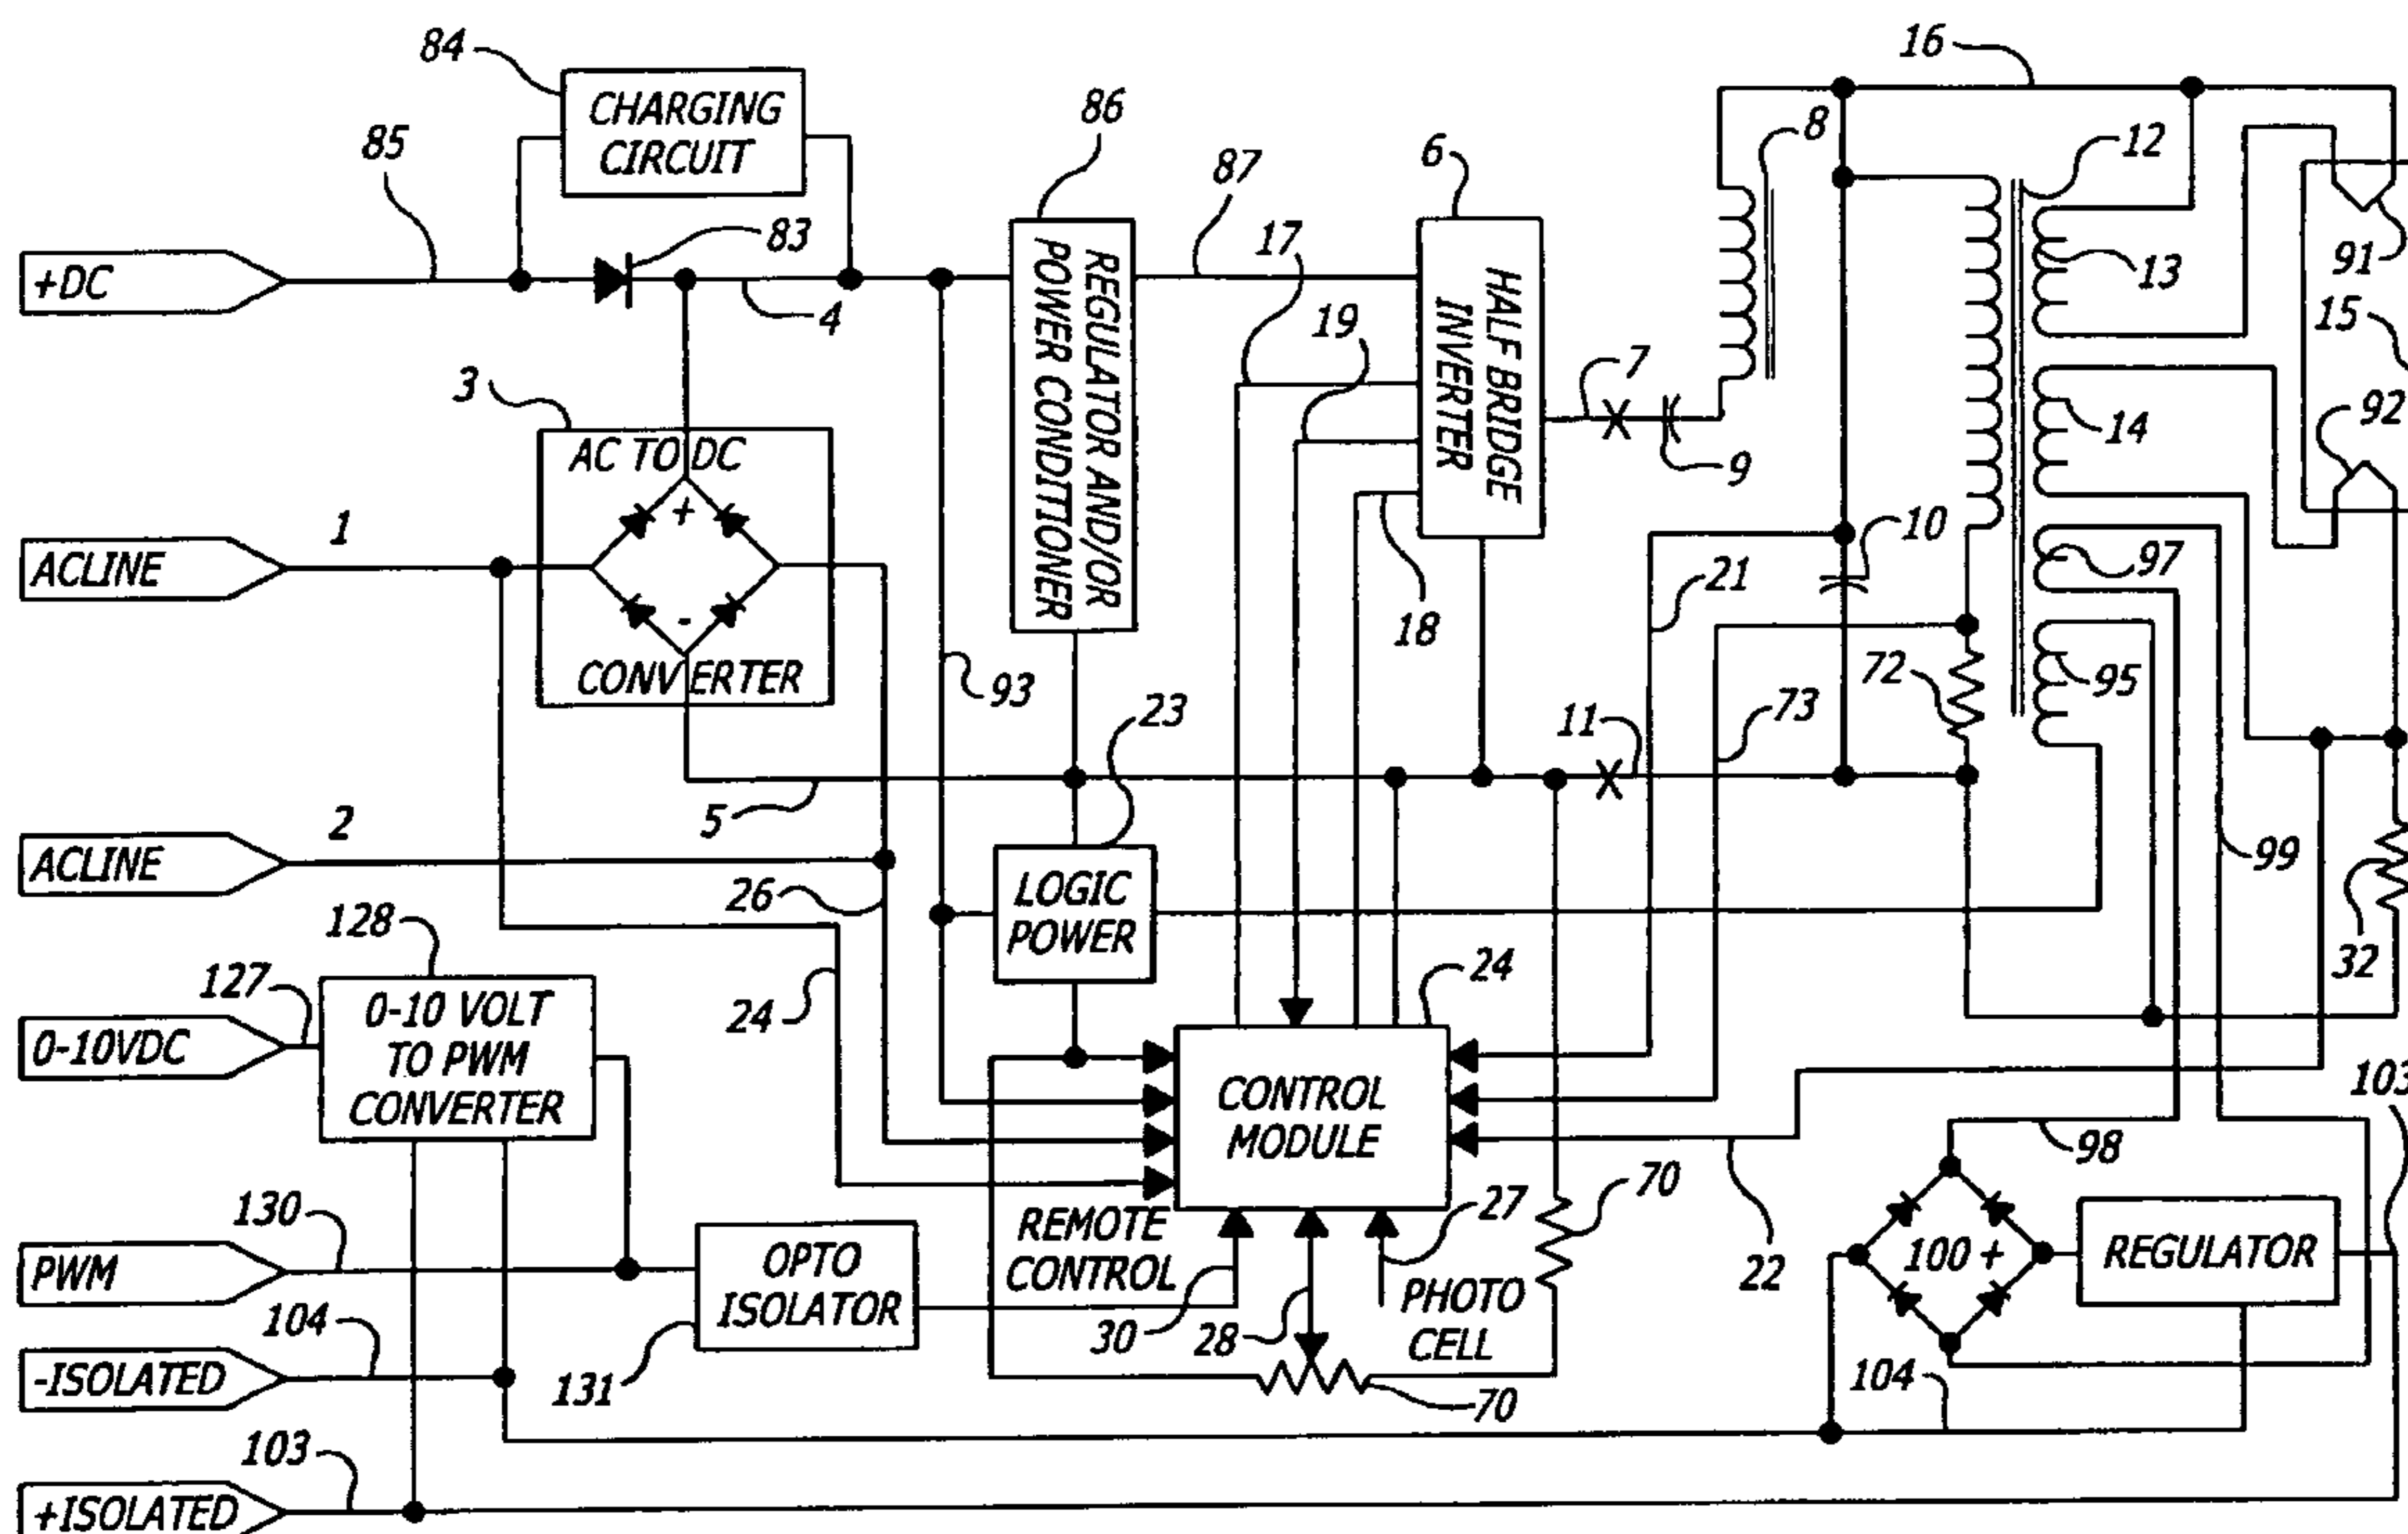 84
CHARGING
CIRCUIT
85
83
+DC
4
86
REGULATOR AND/OR
POWER CONDITIONER
87
17
19
6
HALF BRIDGE
INVERTER
18
7
9
8
16
12
13
14
91
15
92
10
97
21
3
AC TO DC
+
-
CONVERTER
1
ACLINE
93
23
11
73
72
95
5
2
ACLINE
26
LOGIC
POWER
24
24
99
32
128
127
0-10VDC
0-10 VOLT
TO PWM
CONVERTER
CONTROL
MODULE
103
98
130
PWM
OPTO
ISOLATOR
REMOTE
CONTROL
27
70
22
100 +
REGULATOR
PHOTO
CELL
104
-ISOLATED
131
30
28
70
104
103
+ISOLATED